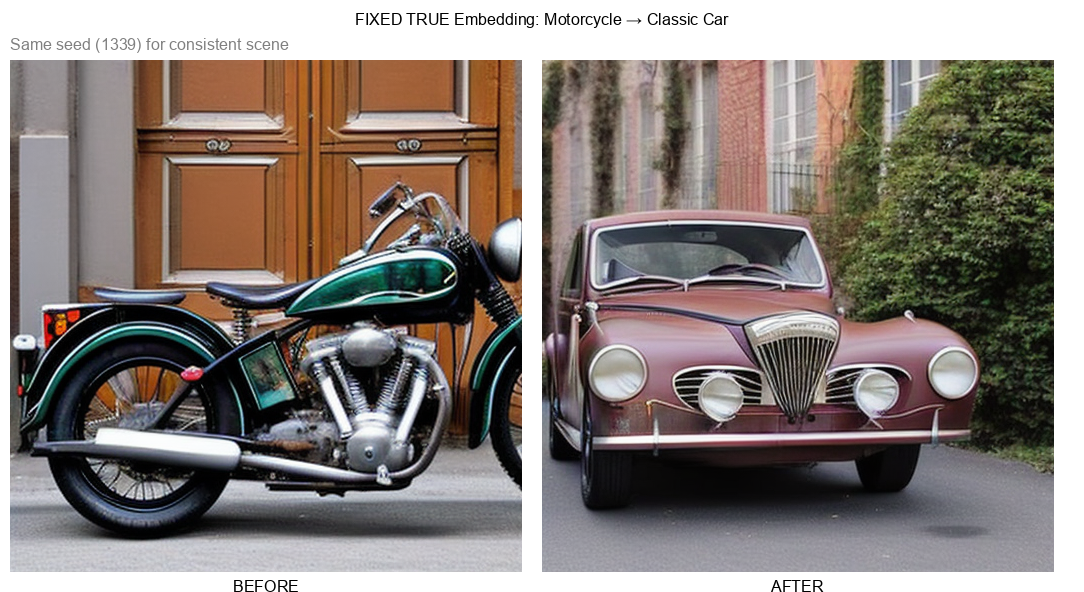 FIXED TRUE Embedding: Motorcycle → Classic Car
Same seed (1339) for consistent scene
BEFORE
AFTER